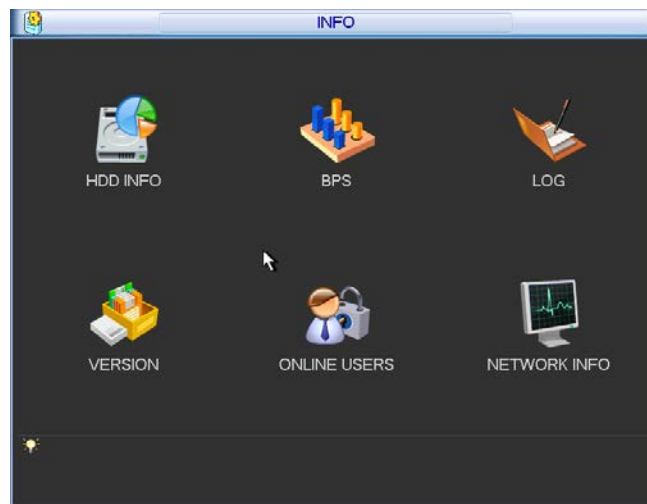 INFO
HDD INFO
BPS
LOG
VERSION
ONLINE USERS
NETWORK INFO